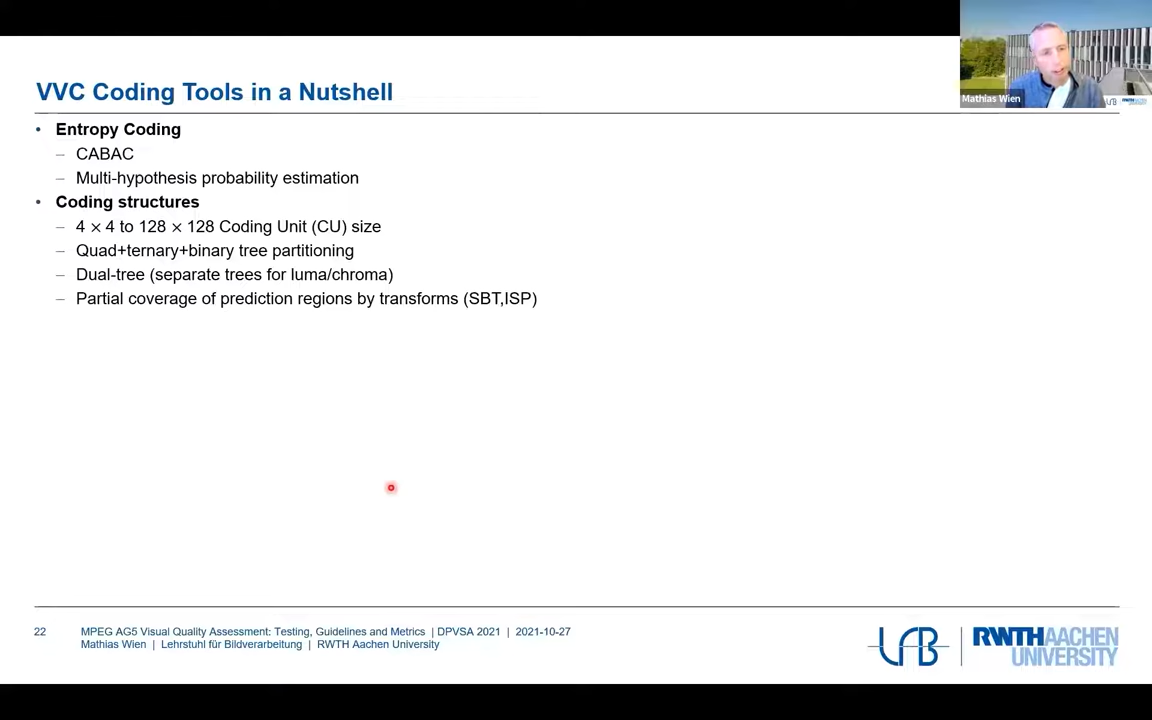 VVC Coding Tools in a Nutshell
Mathias Wien
• Entropy Coding
– CABAC
– Multi-hypothesis probability estimation
• Coding structures
– 4 × 4 to 128 × 128 Coding Unit (CU) size
– Quad+ternary+binary tree partitioning
– Dual-tree (separate trees for luma/chroma)
– Partial coverage of prediction regions by transforms (SBT,ISP)
22
MPEG AG5 Visual Quality Assessment: Testing, Guidelines and Metrics | DPVSA 2021 | 2021-10-27
Mathias Wien | Lehrstuhl für Bildverarbeitung | RWTH Aachen University
LFB
RWTHAACHEN
UNIVERSITY